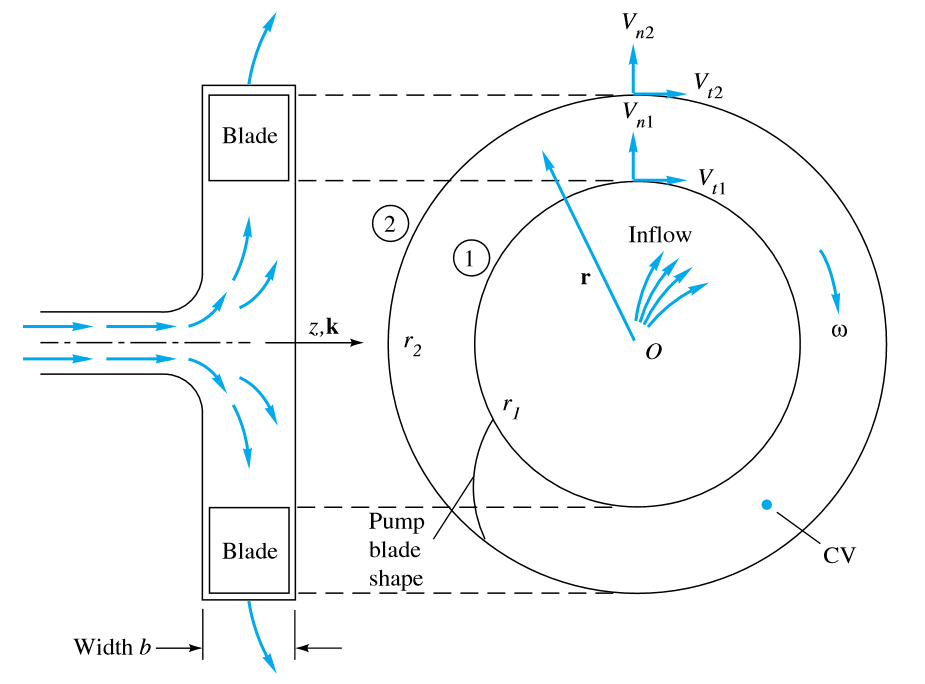 V_n2
V_t2
Blade
V_n1
V_t1
2
1
Inflow
r
z,k
r_2
O
ω
r_1
Pump
blade
shape
Blade
CV
Width b